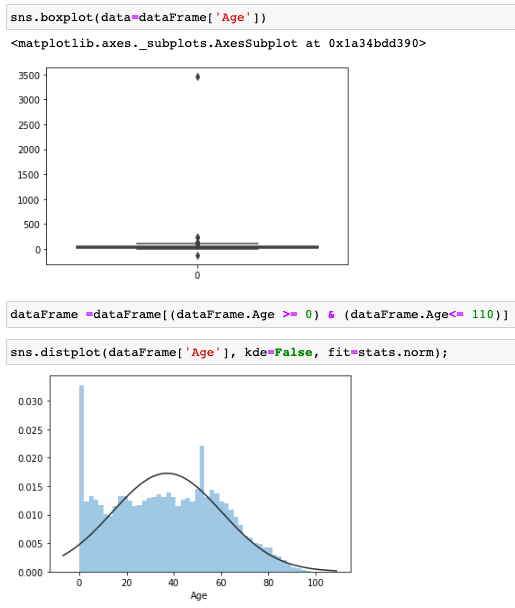 sns.boxplot(data=dataFrame['Age'])
<matplotlib.axes._subplots.AxesSubplot at 0x1a34bdd390>
3500
3000
2500
2000
1500
1000
500
0
0
dataFrame =dataFrame[(dataFrame.Age >= 0) & (dataFrame.Age<= 110)]
sns.distplot(dataFrame['Age'], kde=False, fit=stats.norm);
0.030
0.025
0.020
0.015
0.010
0.005
0.000
0 20 40 60 80 100
Age